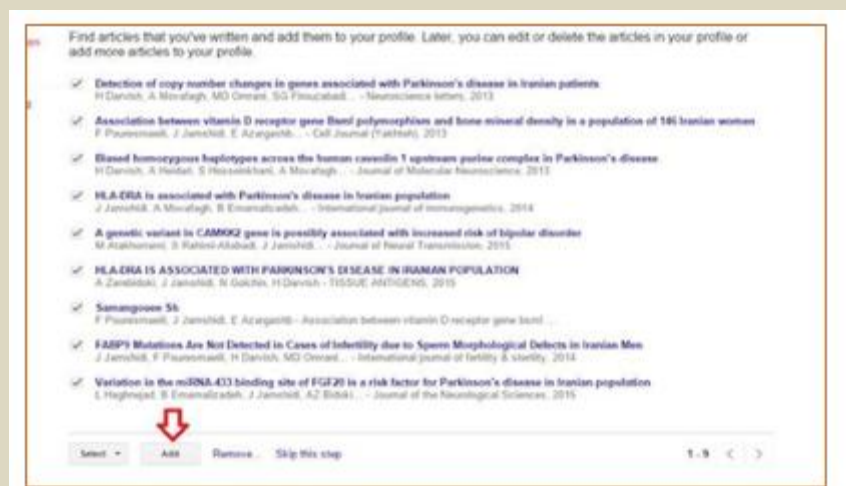 Find articles that you've written and add them to your profile. Later, you can edit or delete the articles in your profile or
add more articles to your profile.
Detection of copy number changes in genes associated with Parkinson's disease in Iranian patients
H Darvish, A Movafagh, MD Omrani, SG Firouzabadi... - Neuroscience letters, 2013
Association between vitamin D receptor gene BsmI polymorphism and bone mineral density in a population of 146 Iranian women
F Pouresmaeili, J Jamshidi, E Azargashb... - Cell Journal (Yakhteh), 2013
Biased homozygous haplotypes across the human caveolin 1 upstream purine complex in Parkinson's disease
H Darvish, A Heidari, S Hosseinkhani, A Movafagh... - Journal of Molecular Neuroscience, 2013
HLA-DRA is associated with Parkinson's disease in Iranian population
J Jamshidi, A Movafagh, B Emamalizadeh... - International journal of immunogenetics, 2014
A genetic variant in CAMKK2 gene is possibly associated with increased risk of bipolar disorder
M Atakhorrami, S Rahimi-Aliabadi, J Jamshidi... - Journal of Neural Transmission, 2015
HLA-DRA IS ASSOCIATED WITH PARKINSON'S DISEASE IN IRANIAN POPULATION
A Zandbidoki, J Jamshidi, N Golchin, H Darvish - TISSUE ANTIGENS, 2015
Samangooee Sh
F Pouresmaeili, J Jamshidi, E Azargashb - Association between vitamin D receptor gene bsmI ...
FABP9 Mutations Are Not Detected in Cases of Infertility due to Sperm Morphological Defects in Iranian Men
J Jamshidi, F Pouresmaeili, H Darvish, MD Omrani... - International journal of fertility & sterility, 2014
Variation in the miRNA-433 binding site of FGF20 is a risk factor for Parkinson's disease in Iranian population
L Haghnejad, B Emamalizadeh, J Jamshidi, AZ Bidoki... - Journal of the Neurological Sciences, 2015
Select Add Remove... Skip this step 1 - 9